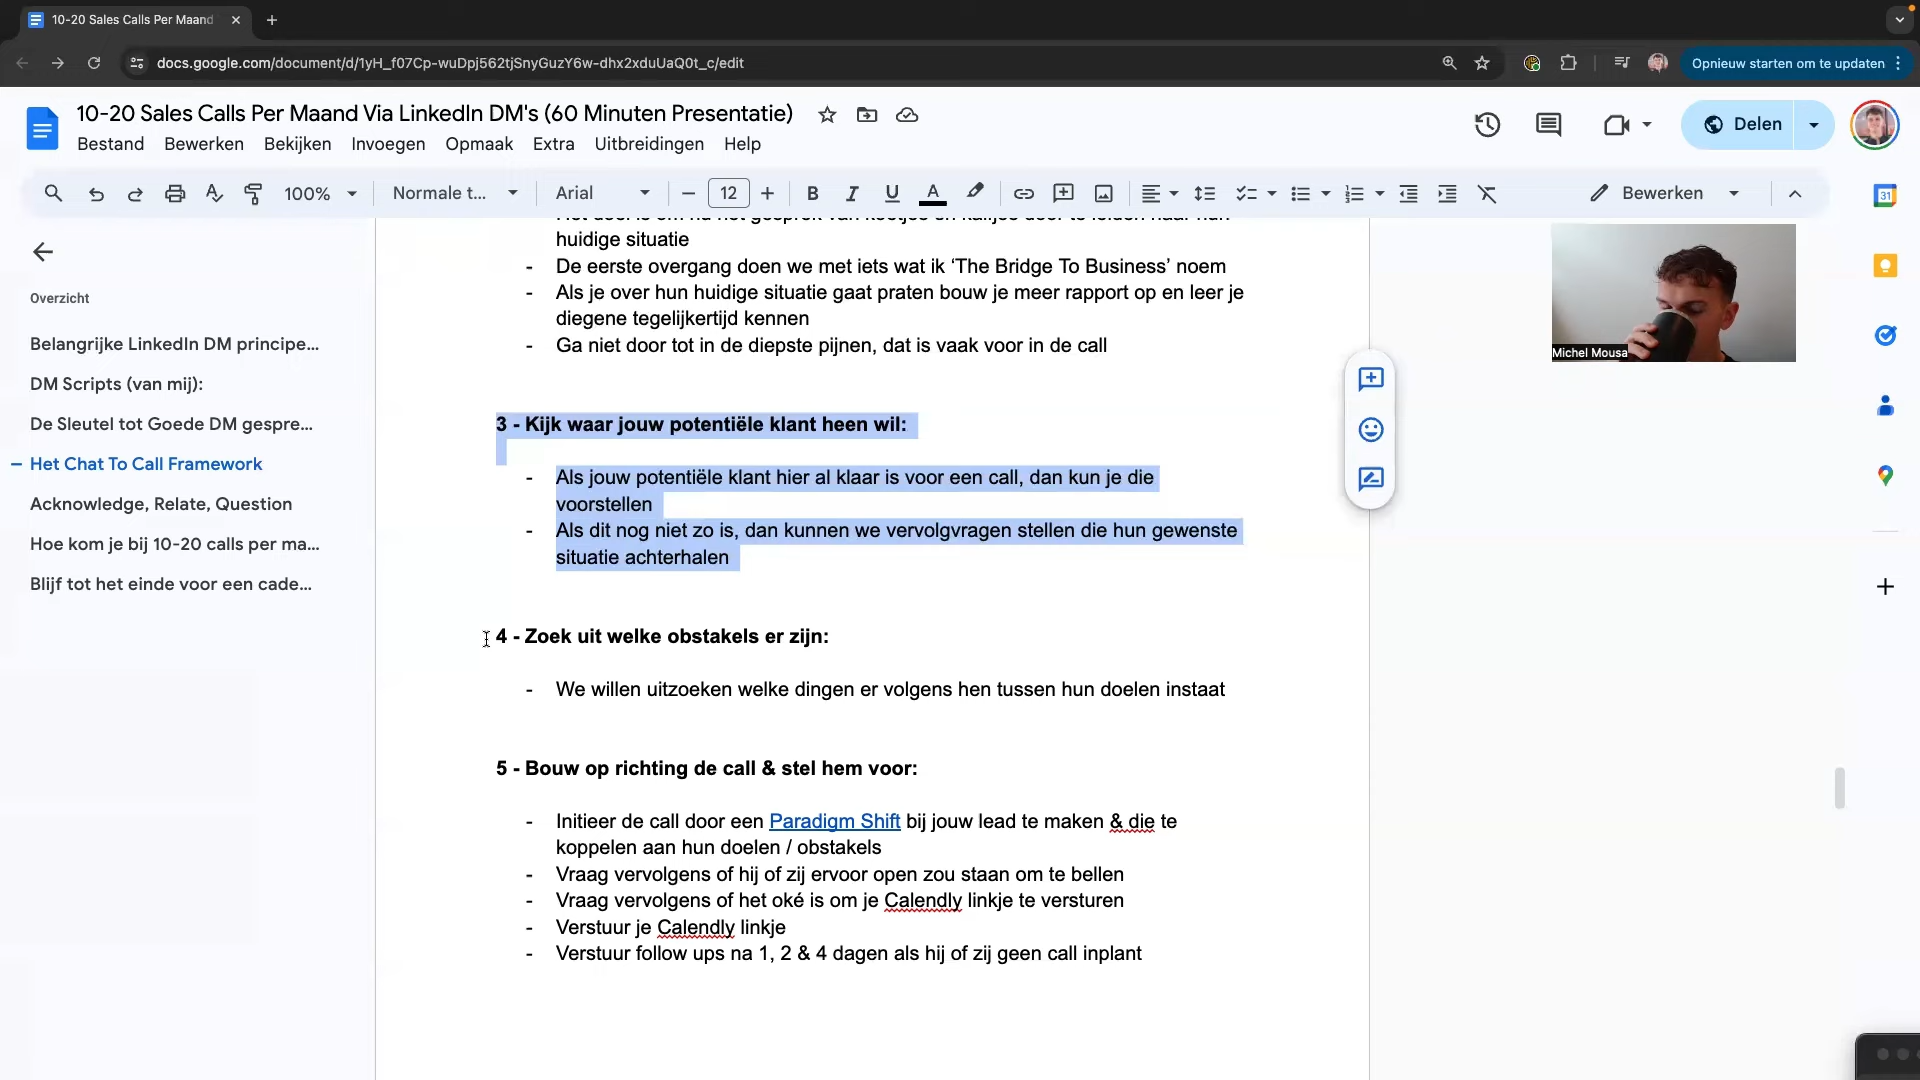 10-20 Sales Calls Per Maand
docs.google.com/document/d/1yH_f07Cp-wuDpj562tjSnyGuzY6w-dhx2xduUaQ0t_c/edit
Opnieuw starten om te updaten
10-20 Sales Calls Per Maand Via LinkedIn DM's (60 Minuten Presentatie)
Bestand Bewerken Bekijken Invoegen Opmaak Extra Uitbreidingen Help
Delen
100% Normale t... Arial 12 Bewerken
31
Overzicht
Belangrijke LinkedIn DM principe...
DM Scripts (van mij):
De Sleutel tot Goede DM gespre...
Het Chat To Call Framework
Acknowledge, Relate, Question
Hoe kom je bij 10-20 calls per ma...
Blijf tot het einde voor een cade...
huidige situatie
- De eerste overgang doen we met iets wat ik ‘The Bridge To Business’ noem
- Als je over hun huidige situatie gaat praten bouw je meer rapport op en leer je
diegene tegelijkertijd kennen
- Ga niet door tot in de diepste pijnen, dat is vaak voor in de call
3 - Kijk waar jouw potentiële klant heen wil:
- Als jouw potentiële klant hier al klaar is voor een call, dan kun je die
voorstellen
- Als dit nog niet zo is, dan kunnen we vervolgvragen stellen die hun gewenste
situatie achterhalen
4 - Zoek uit welke obstakels er zijn:
- We willen uitzoeken welke dingen er volgens hen tussen hun doelen instaat
5 - Bouw op richting de call & stel hem voor:
- Initieer de call door een Paradigm Shift bij jouw lead te maken & die te
koppelen aan hun doelen / obstakels
- Vraag vervolgens of hij of zij ervoor open zou staan om te bellen
- Vraag vervolgens of het oké is om je Calendly linkje te versturen
- Verstuur je Calendly linkje
- Verstuur follow ups na 1, 2 & 4 dagen als hij of zij geen call inplant
Michel Mousa